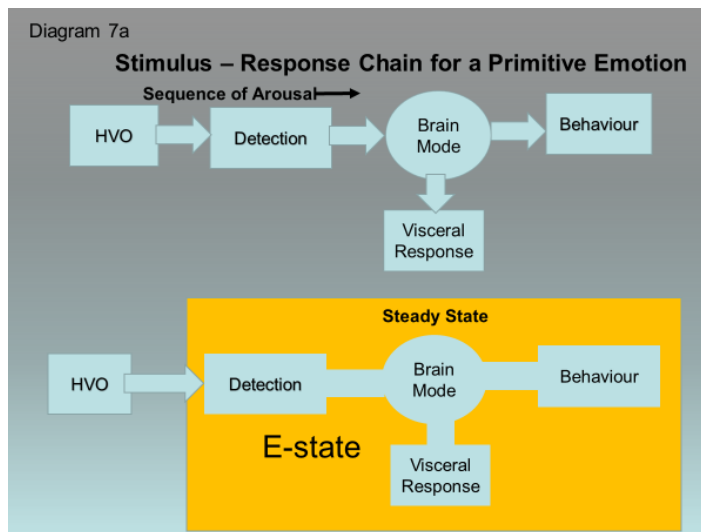 Diagram 7a
Stimulus – Response Chain for a Primitive Emotion
Sequence of Arousal
HVO
Detection
Brain
Mode
Behaviour
Visceral
Response
Steady State
HVO
Detection
Brain
Mode
Behaviour
E-state
Visceral
Response